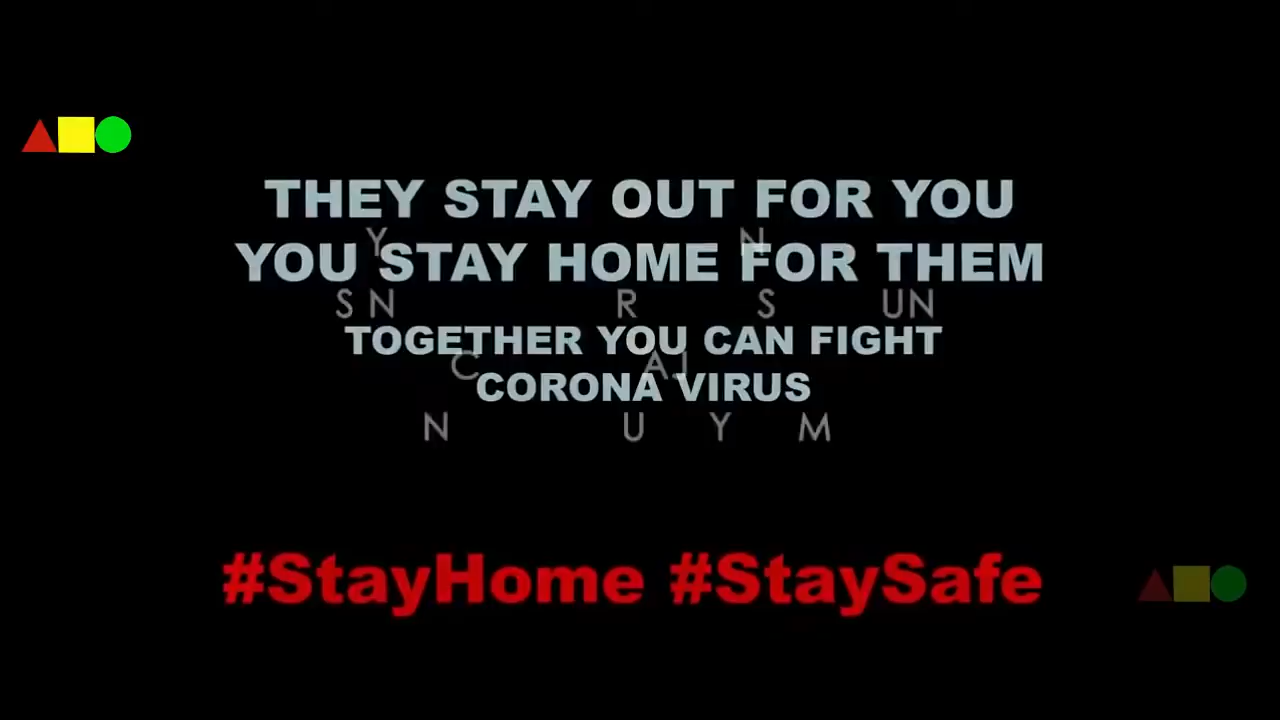 THEY STAY OUT FOR YOU
YOU STAY HOME FOR THEM
TOGETHER YOU CAN FIGHT
CORONA VIRUS
#StayHome #StaySafe